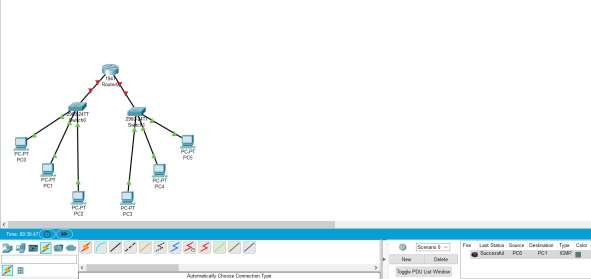 1941
Router0
2960-24TT
Switch0
2960-24TT
PC-PT
PC0
PC-PT
PC1
PC-PT
PC2
PC-PT
PC3
PC-PT
PC4
PC-PT
PC5
Time: 00:30:47
Scenario 0
New Delete
Toggle PDU List Window
Fire Last Status Source Destination Type Color
Successful PC0 PC1 ICMP
Automatically Choose Connection Type